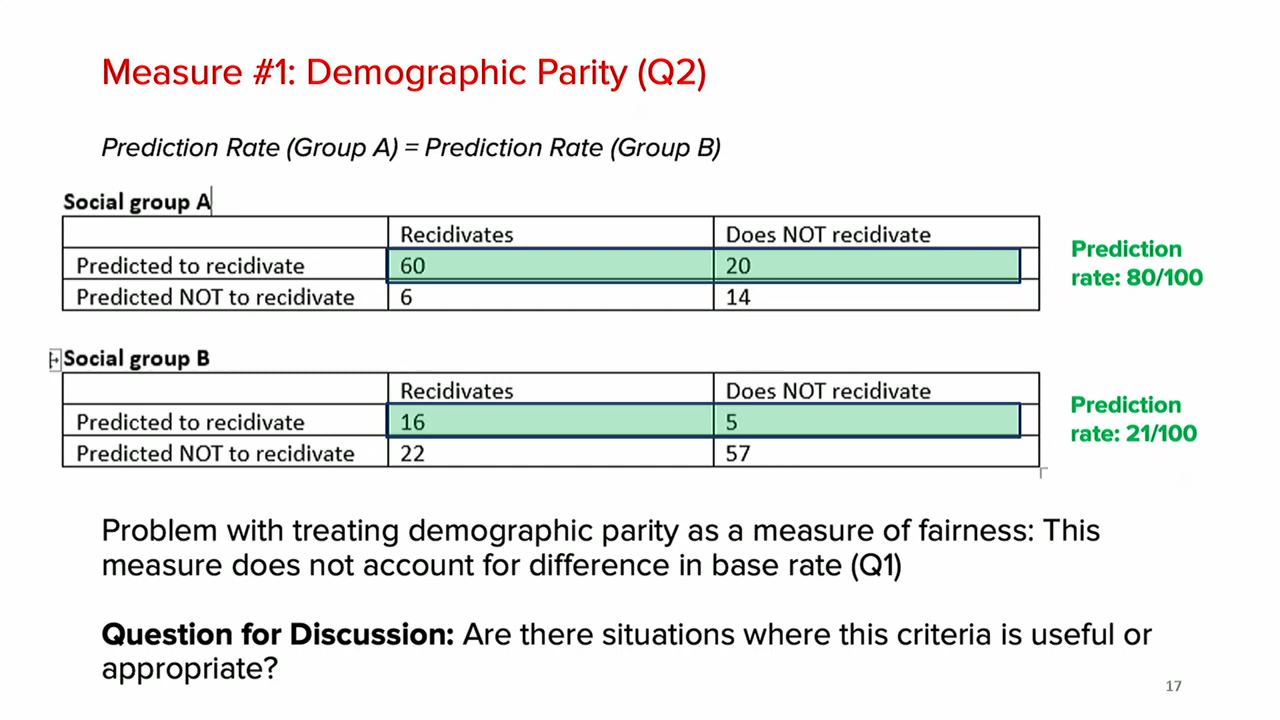 Measure #1: Demographic Parity (Q2)
Prediction Rate (Group A) = Prediction Rate (Group B)
Social group A
Recidivates Does NOT recidivate
Predicted to recidivate 60 20
Predicted NOT to recidivate 6 14
Prediction
rate: 80/100
Social group B
Recidivates Does NOT recidivate
Predicted to recidivate 16 5
Predicted NOT to recidivate 22 57
Prediction
rate: 21/100
Problem with treating demographic parity as a measure of fairness: This
measure does not account for difference in base rate (Q1)
Question for Discussion: Are there situations where this criteria is useful or
appropriate?
17